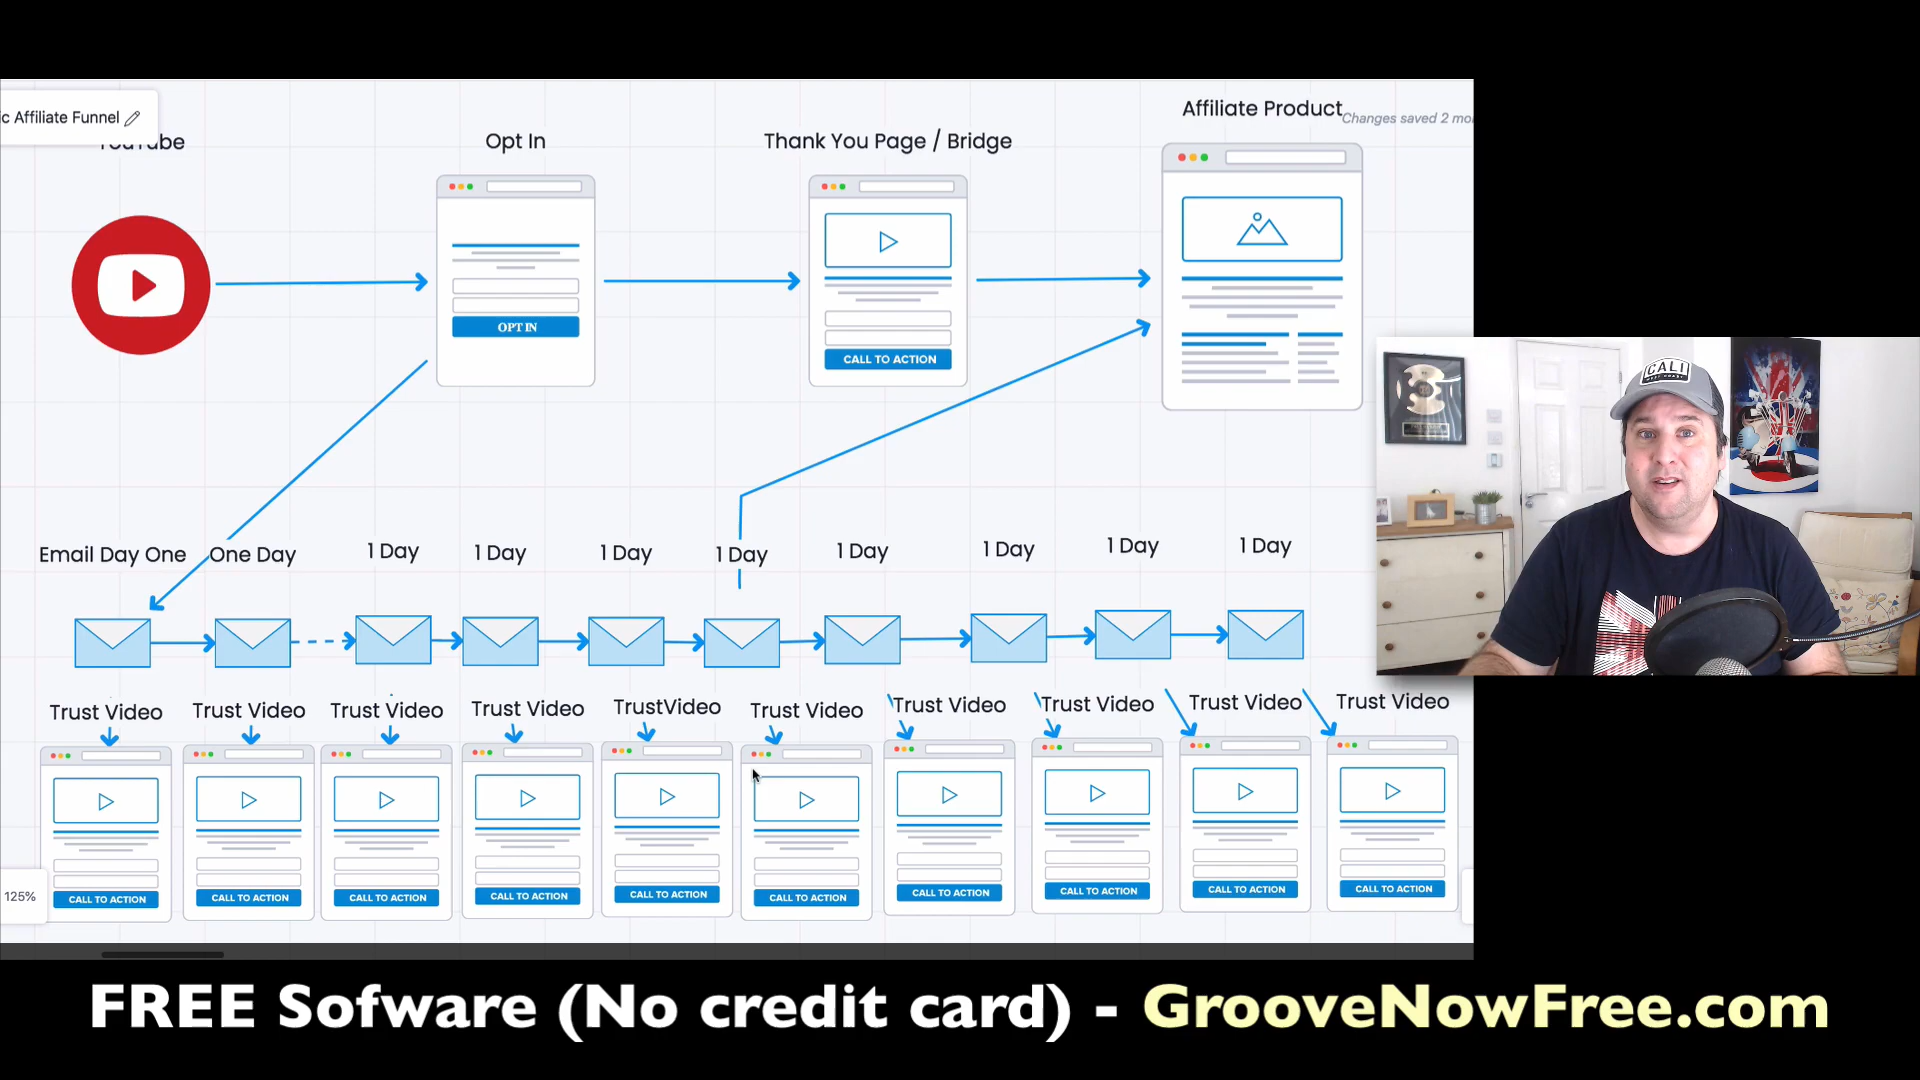 ic Affiliate Funnel
YouTube
Opt In
Thank You Page / Bridge
Affiliate Product
Changes saved 2 mo
OPT IN
CALL TO ACTION
CALI
Email Day One
One Day
1 Day
1 Day
1 Day
1 Day
1 Day
1 Day
1 Day
1 Day
Trust Video
Trust Video
Trust Video
Trust Video
TrustVideo
Trust Video
Trust Video
Trust Video
Trust Video
Trust Video
CALL TO ACTION
CALL TO ACTION
CALL TO ACTION
CALL TO ACTION
CALL TO ACTION
CALL TO ACTION
CALL TO ACTION
CALL TO ACTION
CALL TO ACTION
CALL TO ACTION
125%
FREE Sofware (No credit card) - GrooveNowFree.com